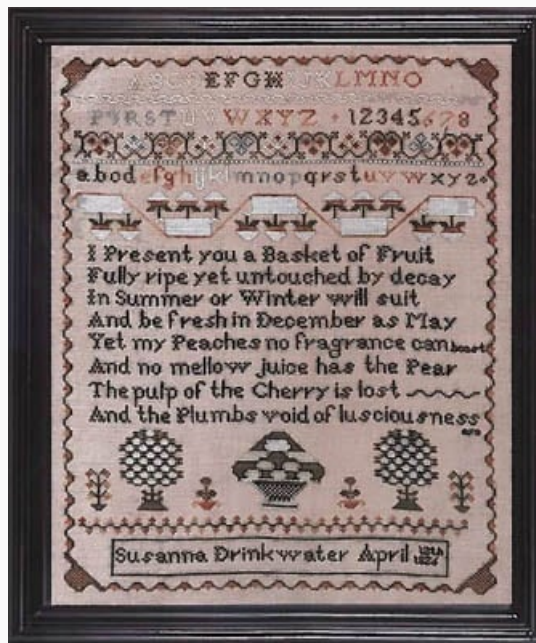 ABCDEFGHIJKLMNO
PQRSTUVWXYZ 12345678
abcdefghijklmnopqrstuvwxyz
I Present you a Basket of Fruit
Fully ripe yet untouched by decay
In Summer or Winter will suit
And be fresh in December as May
Yet my Peaches no fragrance can boast
And no mellow juice has the Pear
The pulp of the Cherry is lost
And the Plumbs void of lusciousness
are
Susanna Drinkwater April 12th